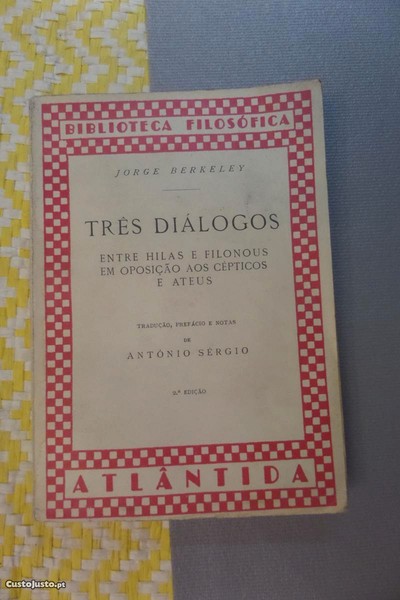 BIBLIOTECA FILOSÓFICA
JORGE BERKELEY
TRÊS DIÁLOGOS
ENTRE HILAS E FILONOUS
EM OPOSIÇÃO AOS CÉPTICOS
E ATEUS
TRADUÇÃO, PREFÁCIO E NOTAS
DE
ANTÓNIO SÉRGIO
EDIÇÃO
ATLÂNTIDA
CustoJusto.pt